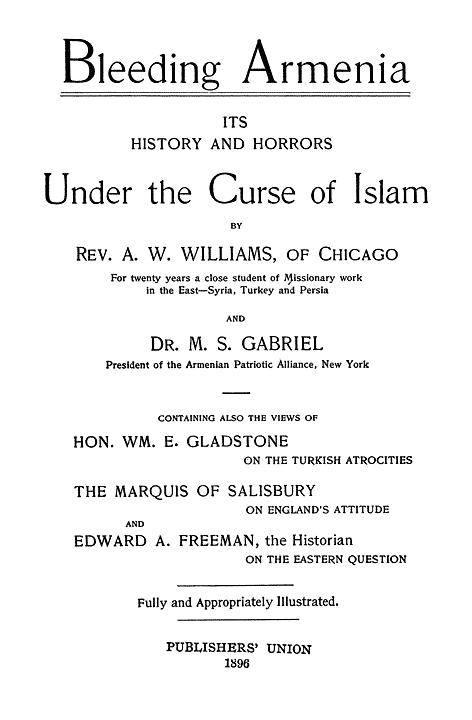 Bleeding Armenia
ITS
HISTORY AND HORRORS
Under the Curse of Islam
BY
REV. A. W. WILLIAMS, OF CHICAGO
For twenty years a close student of Missionary work
in the East—Syria, Turkey and Persia
AND
DR. M. S. GABRIEL
President of the Armenian Patriotic Alliance, New York
CONTAINING ALSO THE VIEWS OF
HON. WM. E. GLADSTONE
ON THE TURKISH ATROCITIES
THE MARQUIS OF SALISBURY
ON ENGLAND'S ATTITUDE
AND
EDWARD A. FREEMAN, the Historian
ON THE EASTERN QUESTION
Fully and Appropriately Illustrated.
PUBLISHERS' UNION
1896